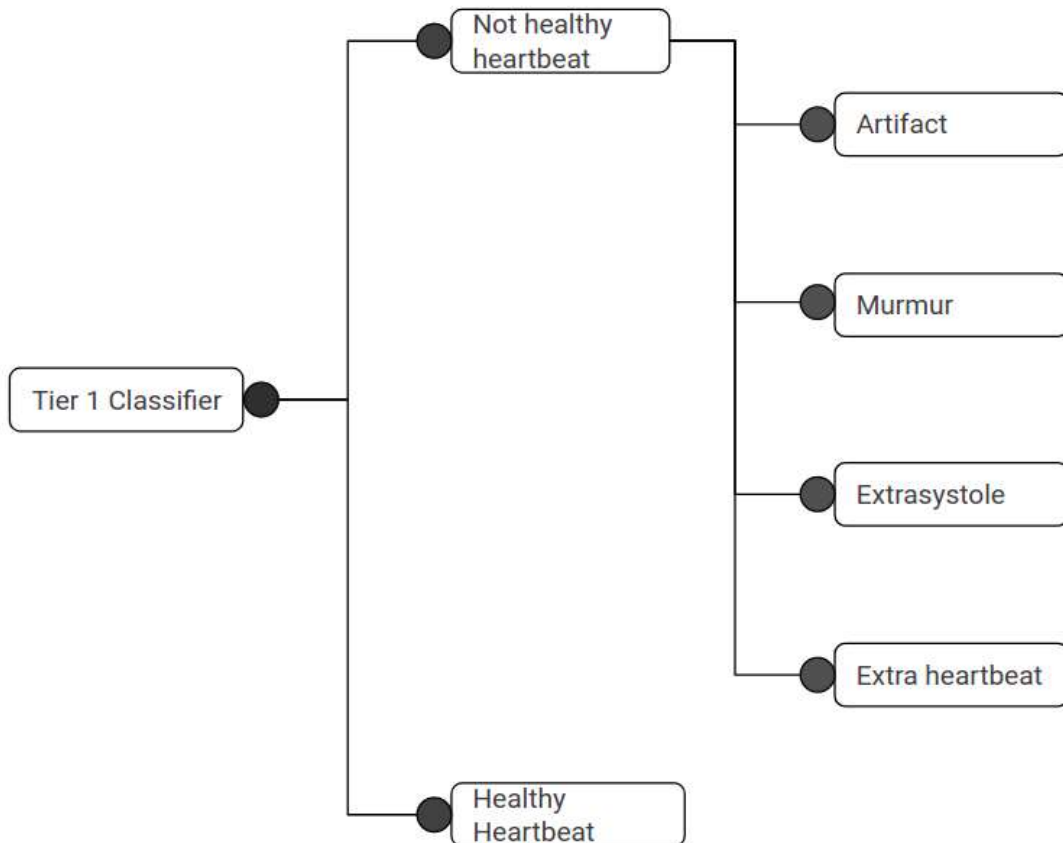 Not healthy
heartbeat
Artifact
Murmur
Tier 1 Classifier
Extrasystole
Extra heartbeat
Healthy
Heartbeat